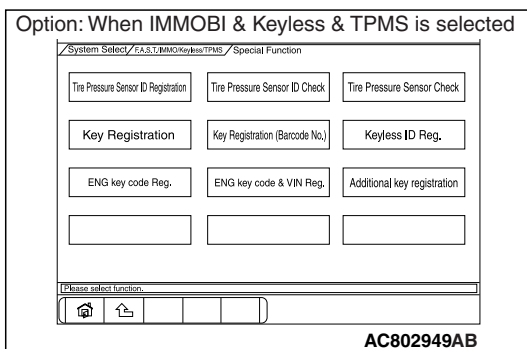 Option: When IMMOBI & Keyless & TPMS is selected
System Select/F.A.S.T./IMMO/Keyless/TPMS/Special Function
Tire Pressure Sensor ID Registration Tire Pressure Sensor ID Check Tire Pressure Sensor Check
Key Registration Key Registration (Barcode No.) Keyless ID Reg.
ENG key code Reg. ENG key code & VIN Reg. Additional key registration
Please select function.
AC802949AB